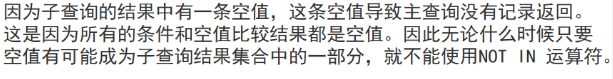 因为子查询的结果中有一条空值，这条空值导致主查询没有记录返回。
这是因为所有的条件和空值比较结果都是空值。因此无论什么时候只要
空值有可能成为子查询结果集合中的一部分，就不能使用NOT IN 运算符。